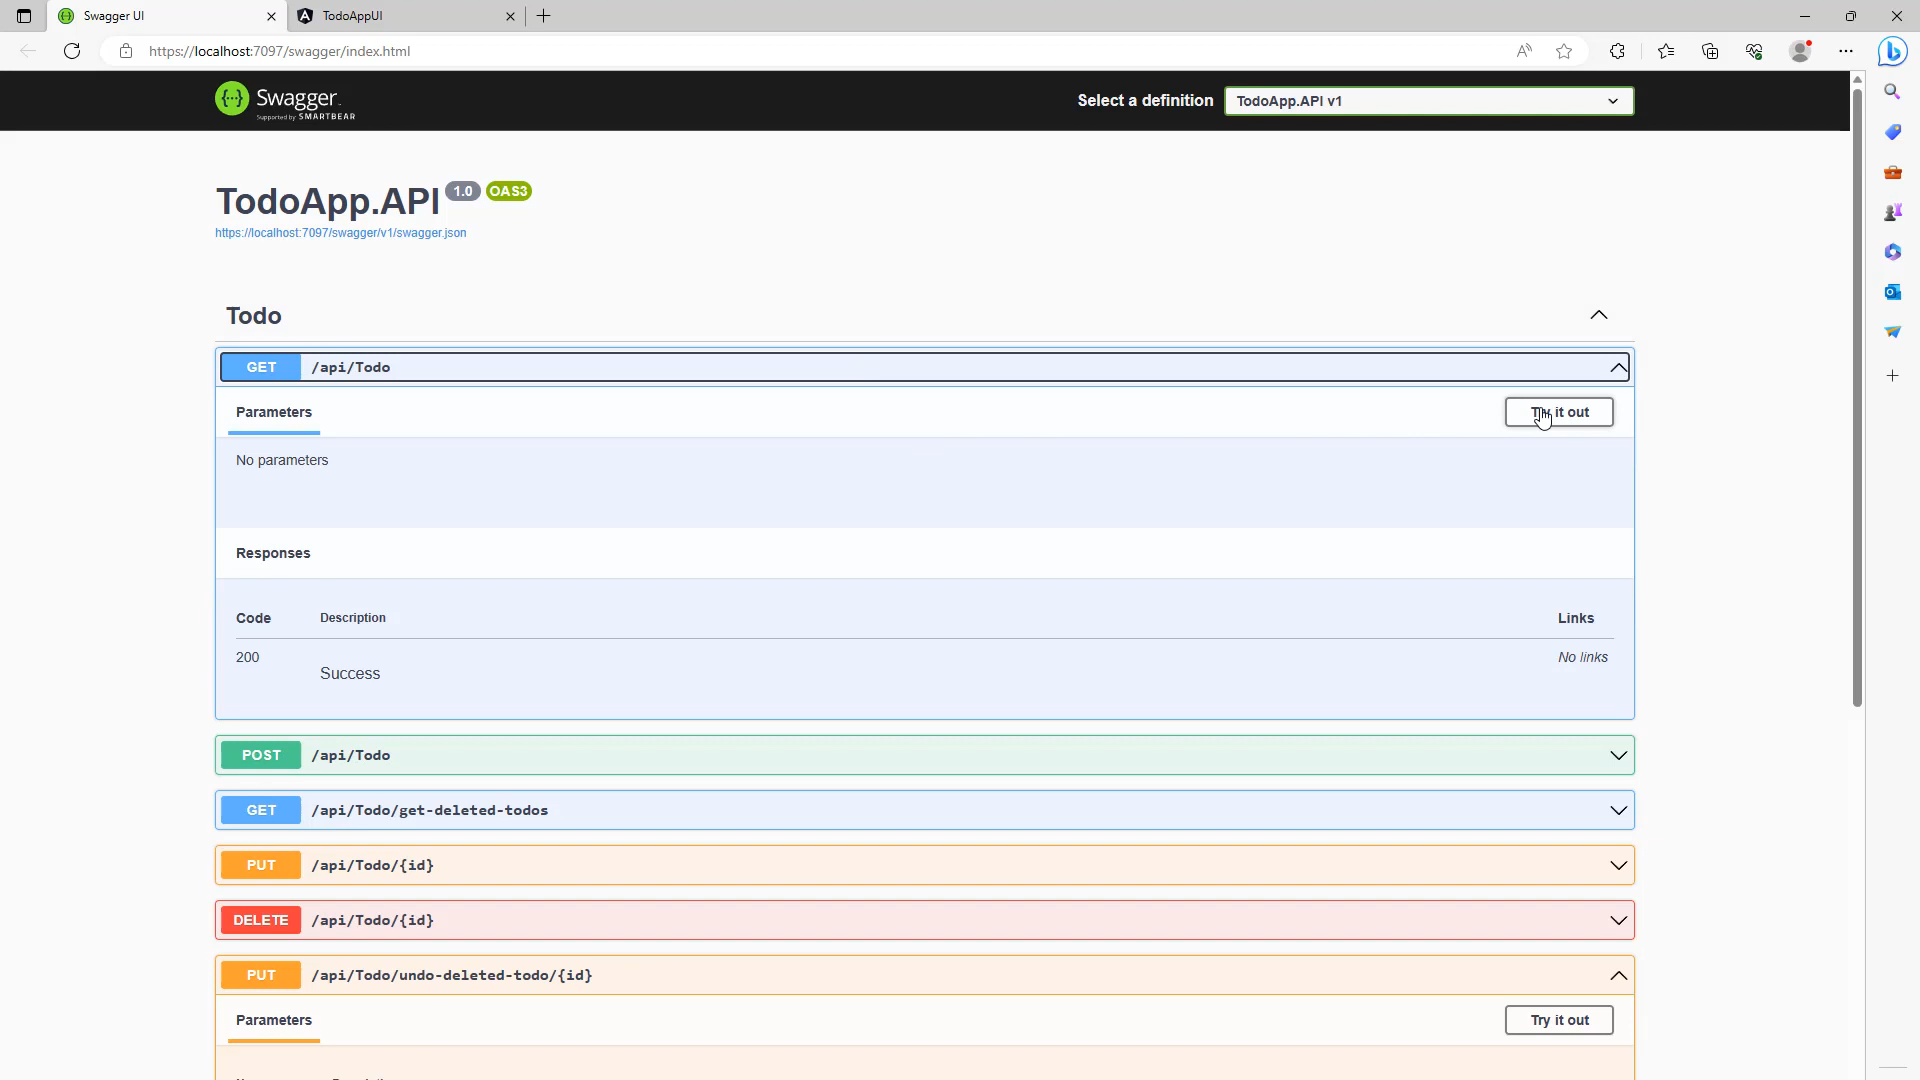 Swagger UI
TodoAppUI
https://localhost:7097/swagger/index.html
Swagger.
Supported by SMARTBEAR
Select a definition
TodoApp.API v1
TodoApp.API 1.0 OAS3
https://localhost:7097/swagger/v1/swagger.json
Todo
GET /api/Todo
Parameters
Try it out
No parameters
Responses
Code Description Links
200 Success No links
POST /api/Todo
GET /api/Todo/get-deleted-todos
PUT /api/Todo/{id}
DELETE /api/Todo/{id}
PUT /api/Todo/undo-deleted-todo/{id}
Parameters
Try it out